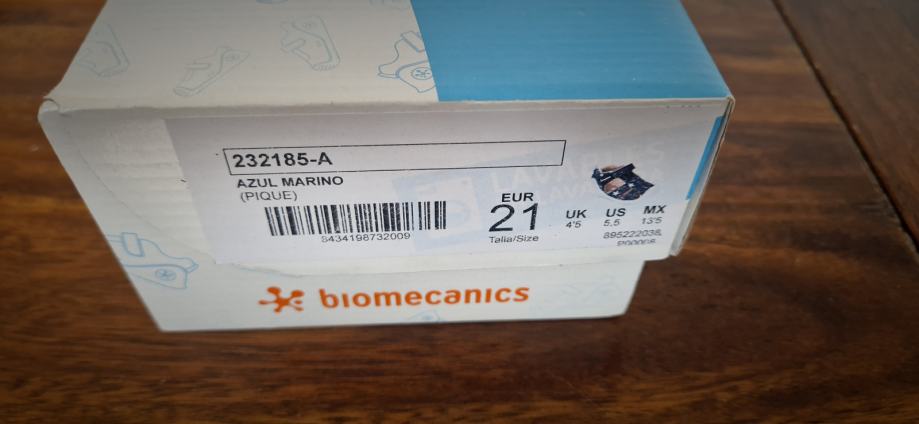 232185-A
AZUL MARINO
(PIQUE)
8434198732009
EUR
21
Talla/Size
UK US MX
4'5 5,5 13'5
895222038,
biomecanics